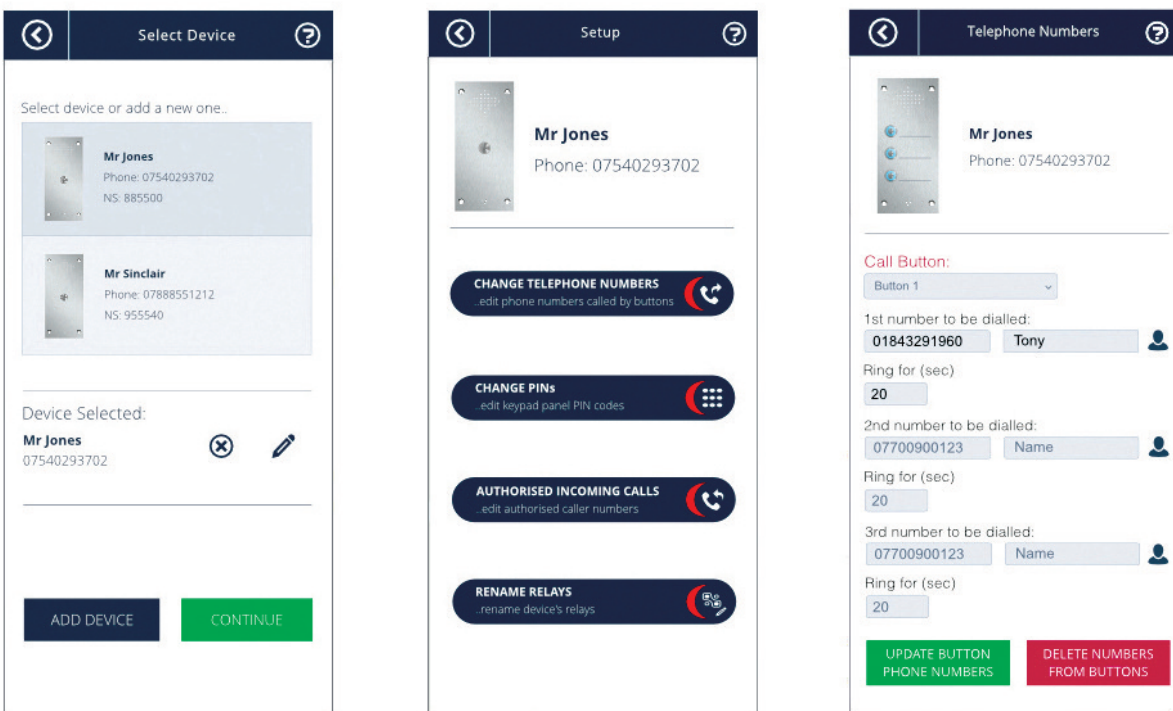 Select Device
?
Select device or add a new one..
Mr Jones
Phone: 07540293702
NS: 885500
Mr Sinclair
Phone: 07888551212
NS: 955540
Device Selected:
Mr Jones
07540293702
ADD DEVICE
CONTINUE
Setup
?
Mr Jones
Phone: 07540293702
CHANGE TELEPHONE NUMBERS
..edit phone numbers called by buttons
CHANGE PINs
..edit keypad panel PIN codes
AUTHORISED INCOMING CALLS
..edit authorised caller numbers
RENAME RELAYS
..rename device's relays
Telephone Numbers
?
Mr Jones
Phone: 07540293702
Call Button:
Button 1
1st number to be dialled:
01843291960 Tony
Ring for (sec)
20
2nd number to be dialled:
07700900123 Name
Ring for (sec)
20
3rd number to be dialled:
07700900123 Name
Ring for (sec)
20
UPDATE BUTTON
PHONE NUMBERS
DELETE NUMBERS
FROM BUTTONS